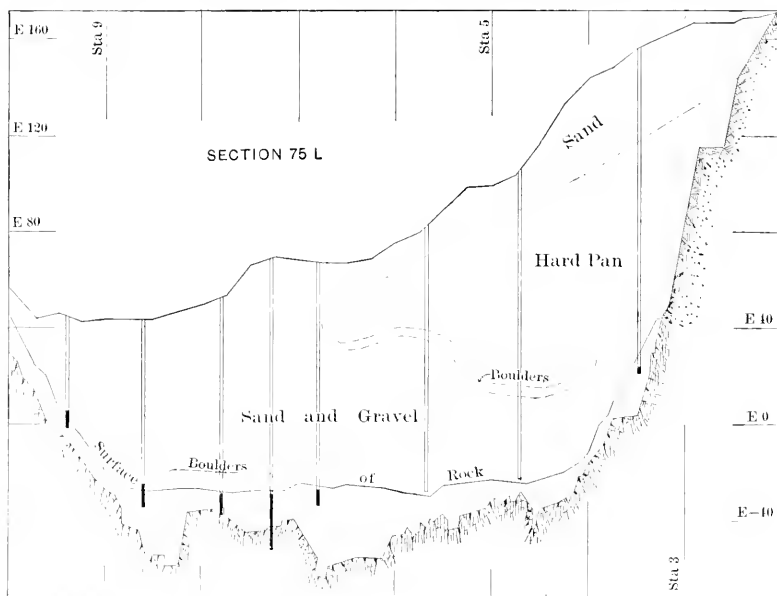 E 160
Sta 9
Sta 5
E 120
Sand
SECTION 75 L
E 80
Hard Pan
E 40
Boulders
Sand and Gravel
E 0
Surface
Boulders
of
Rock
E-40
Sta 3